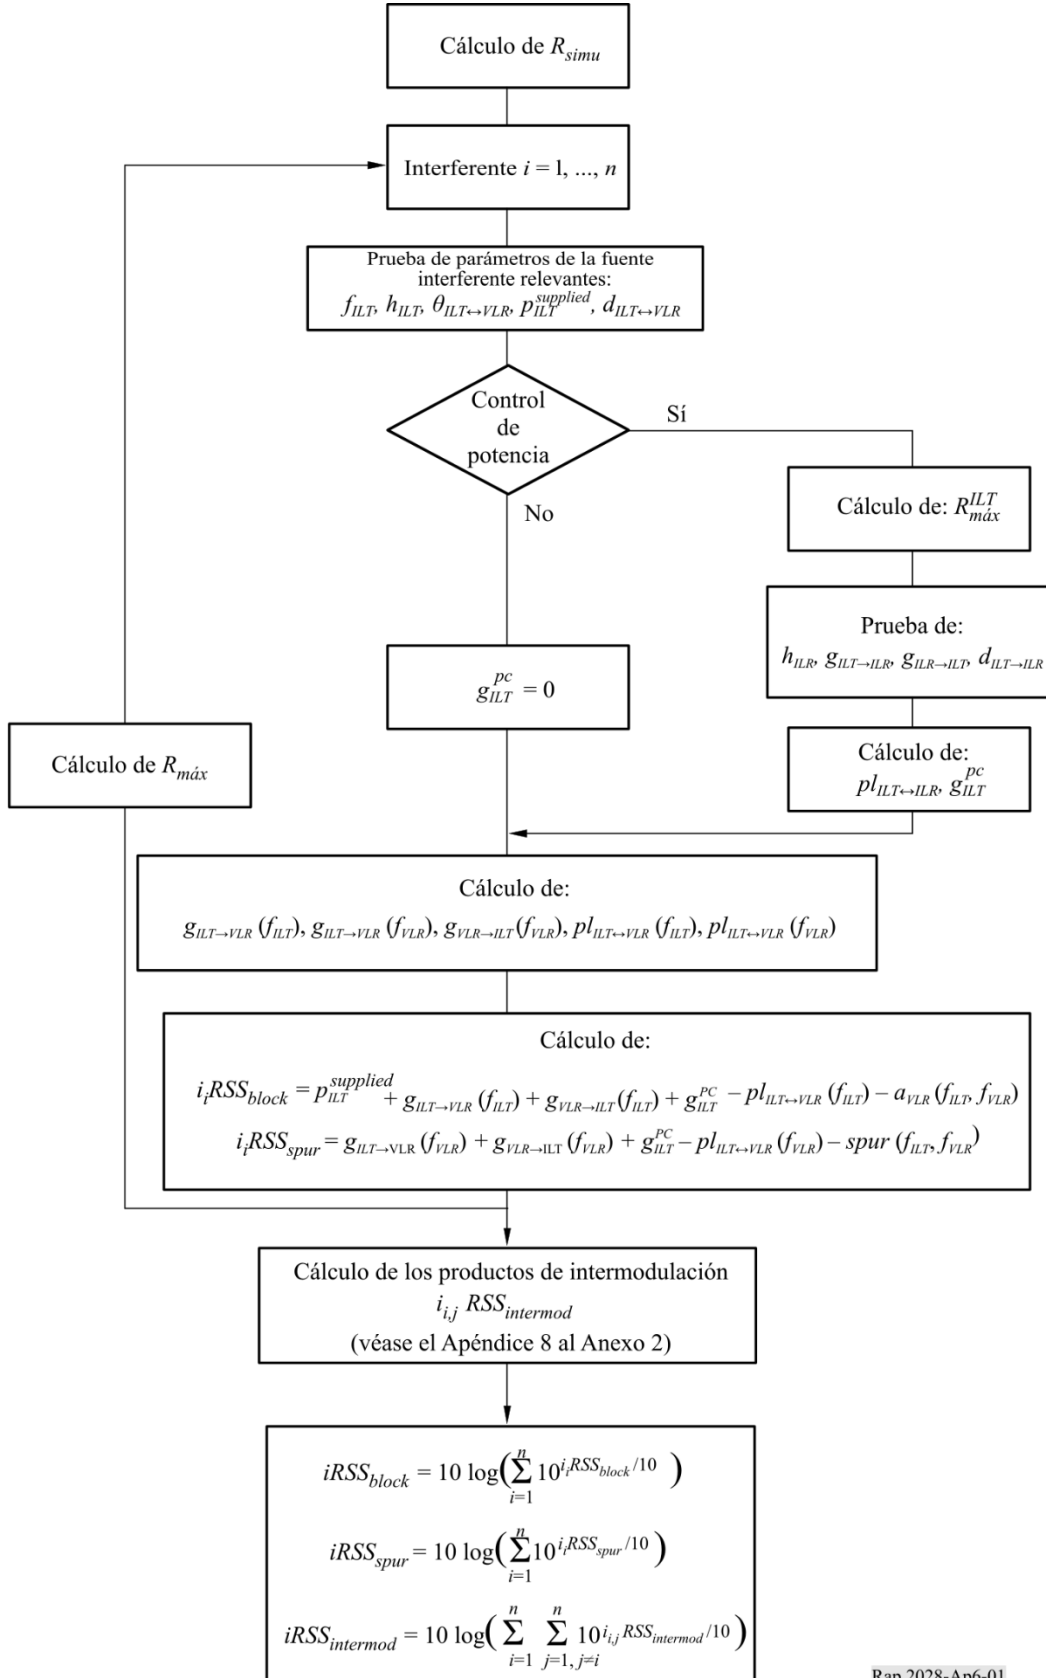 Cálculo de R_simu
Interferente i = 1, ..., n
Prueba de parámetros de la fuente
interferente relevantes:
f_ILT, h_ILT, θ_ILT↔VLR, p_ILT^supplied, d_ILT↔VLR
Control
de
potencia
Sí
No
Cálculo de: R_máx^ILT
Prueba de:
h_ILR, g_ILT→ILR, g_ILR→ILT, d_ILT→ILR
g_ILT^pc = 0
Cálculo de R_máx
Cálculo de:
pl_ILT↔ILR, g_ILT^pc
Cálculo de:
g_ILT→VLR (f_ILT), g_ILT→VLR (f_VLR), g_VLR→ILT (f_VLR), pl_ILT↔VLR (f_ILT), pl_ILT↔VLR (f_VLR)
Cálculo de:
i_iRSS_block = p_ILT^supplied + g_ILT→VLR (f_ILT) + g_VLR→ILT (f_ILT) + g_ILT^PC – pl_ILT↔VLR (f_ILT) – a_VLR (f_ILT, f_VLR)
i_iRSS_spur = g_ILT→VLR (f_VLR) + g_VLR→ILT (f_VLR) + g_ILT^PC – pl_ILT↔VLR (f_VLR) – spur (f_ILT, f_VLR)
Cálculo de los productos de intermodulación
i_i,j RSS_intermod
(véase el Apéndice 8 al Anexo 2)
iRSS_block = 10 log(∑_{i=1}^{n} 10^{i_iRSS_block/10})
iRSS_spur = 10 log(∑_{i=1}^{n} 10^{i_iRSS_spur/10})
iRSS_intermod = 10 log(∑_{i=1}^{n} ∑_{j=1, j≠i}^{n} 10^{i_i,j RSS_intermod/10})
Rap 2028-Ap6-01